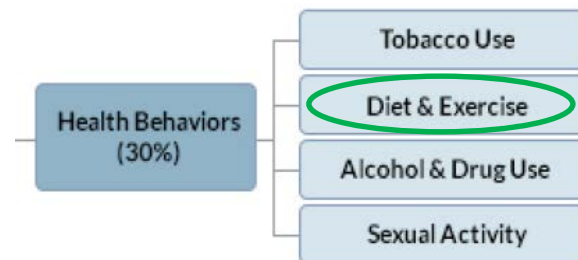 Health Behaviors
(30%)
Tobacco Use
Diet & Exercise
Alcohol & Drug Use
Sexual Activity